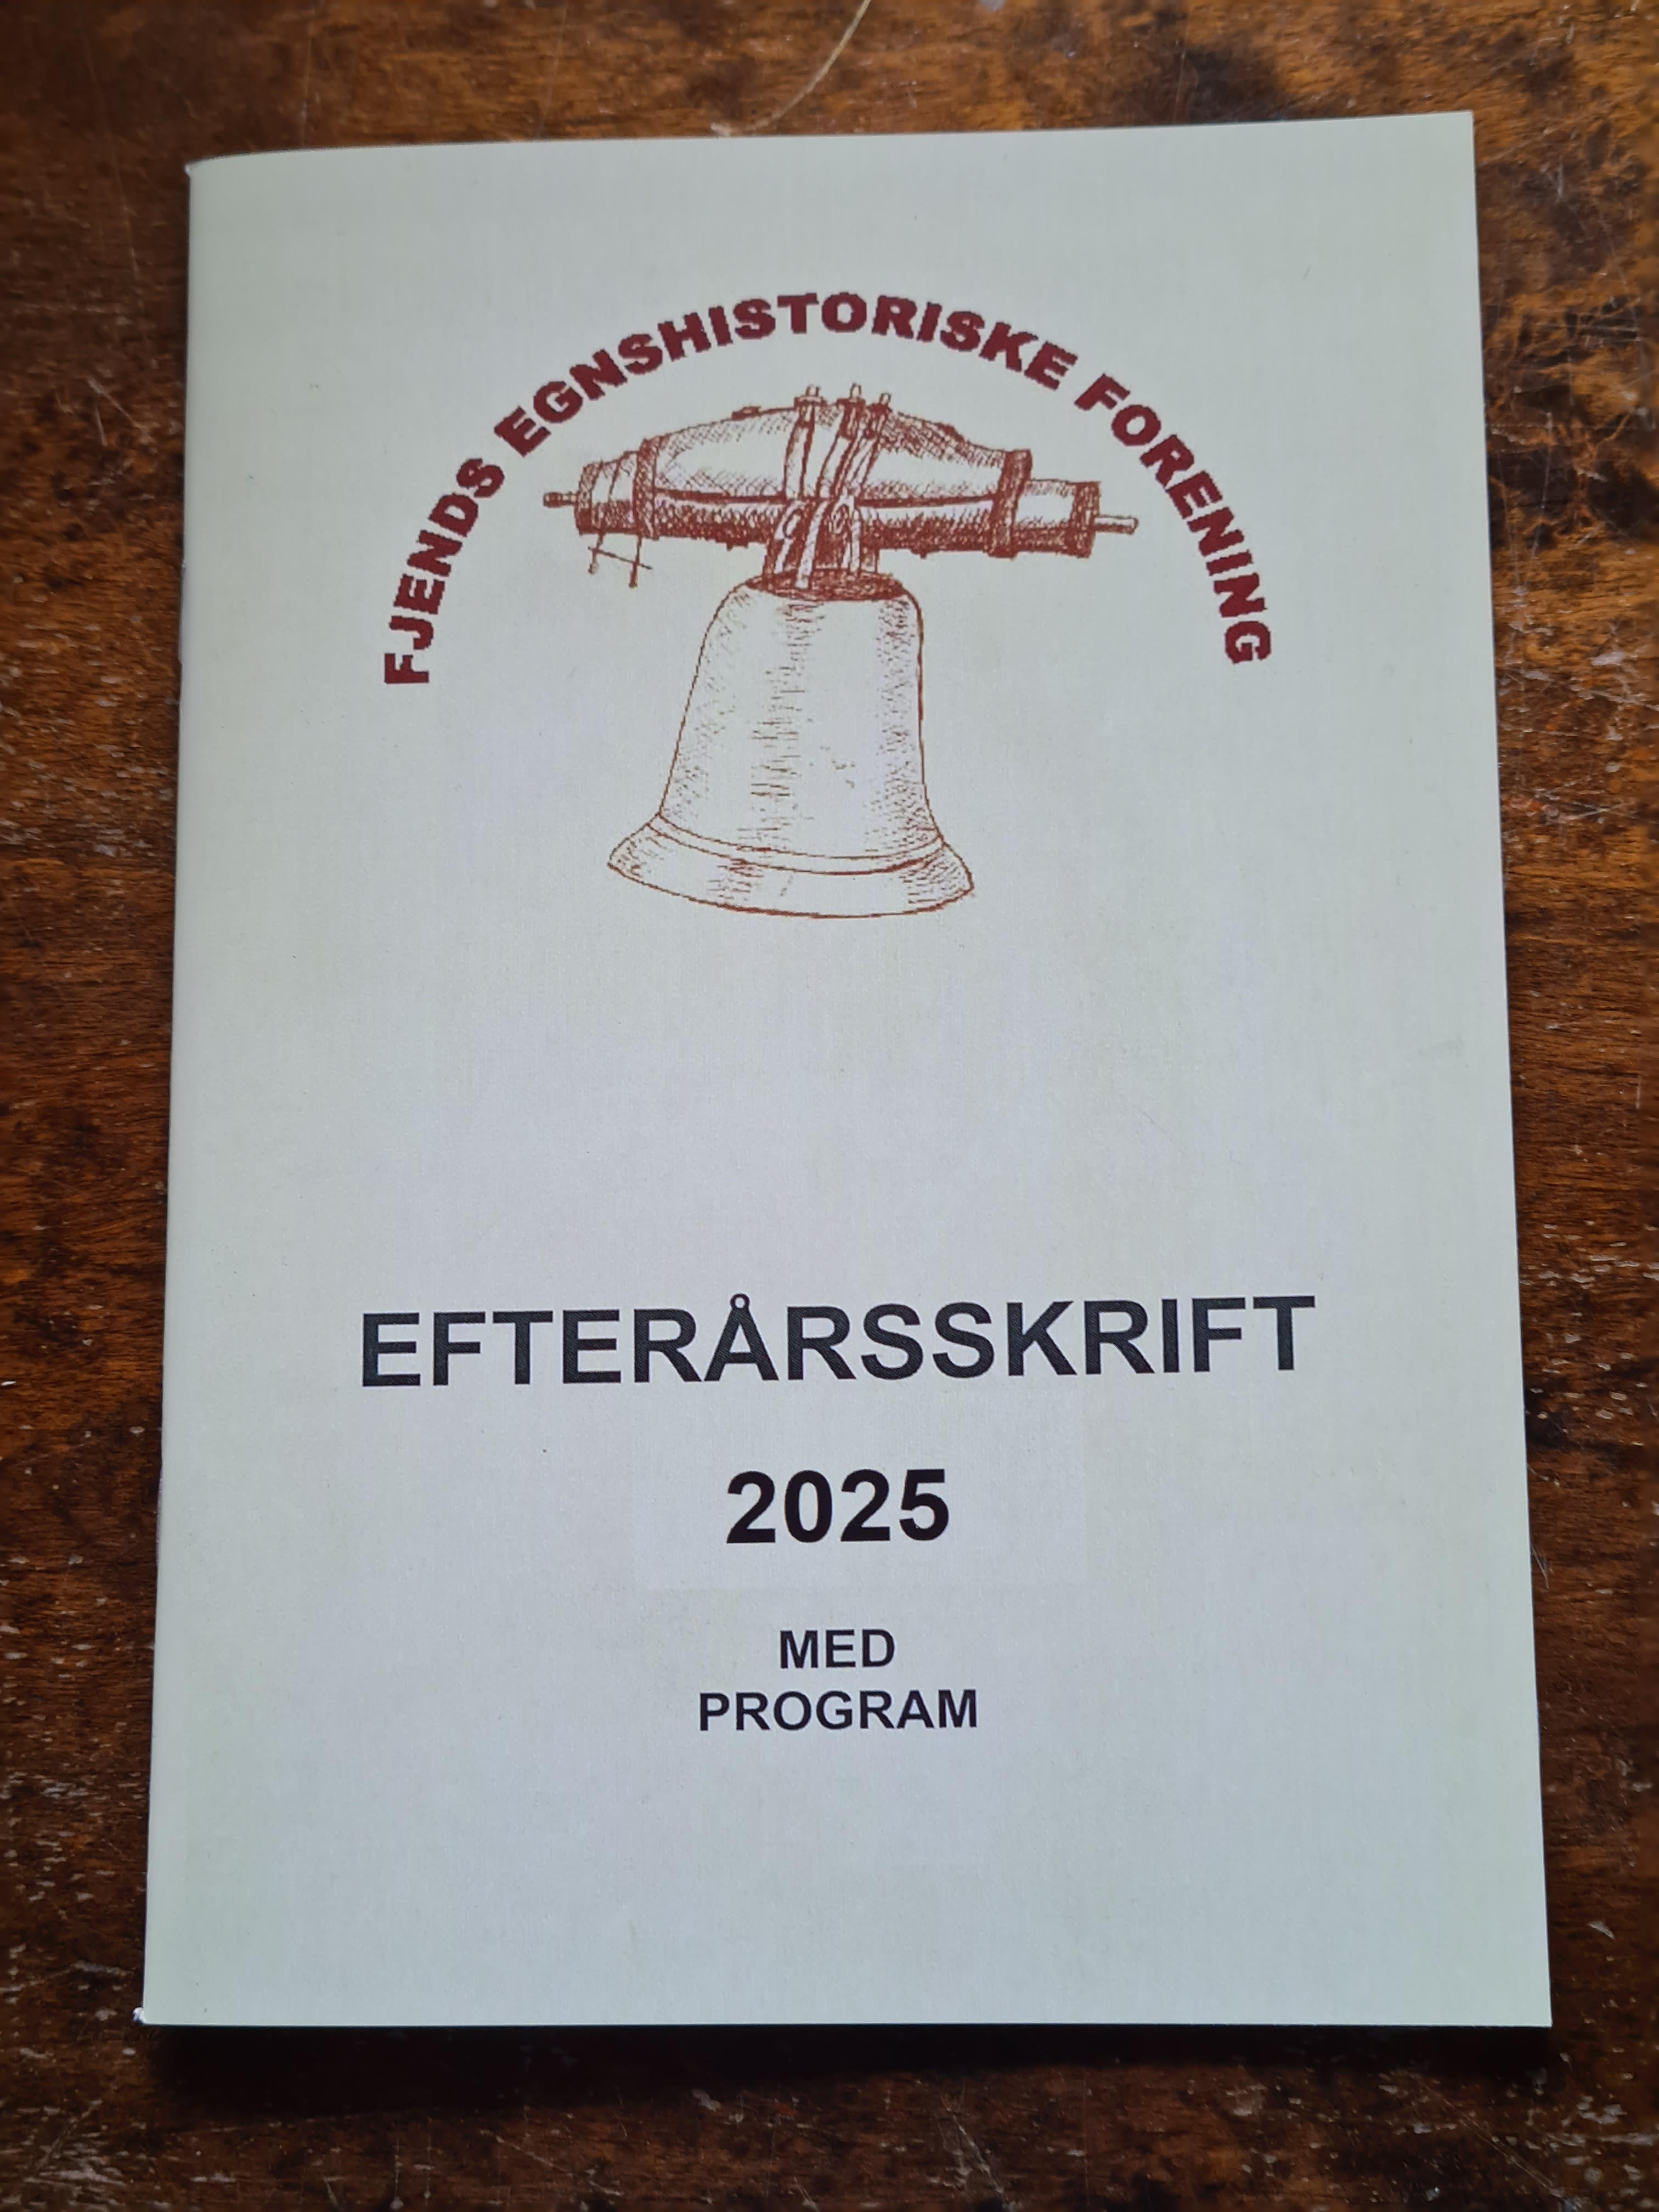 FJENDS EGNSHISTORISKE FORENING
EFTERÅRSSKRIFT
2025
MED
PROGRAM